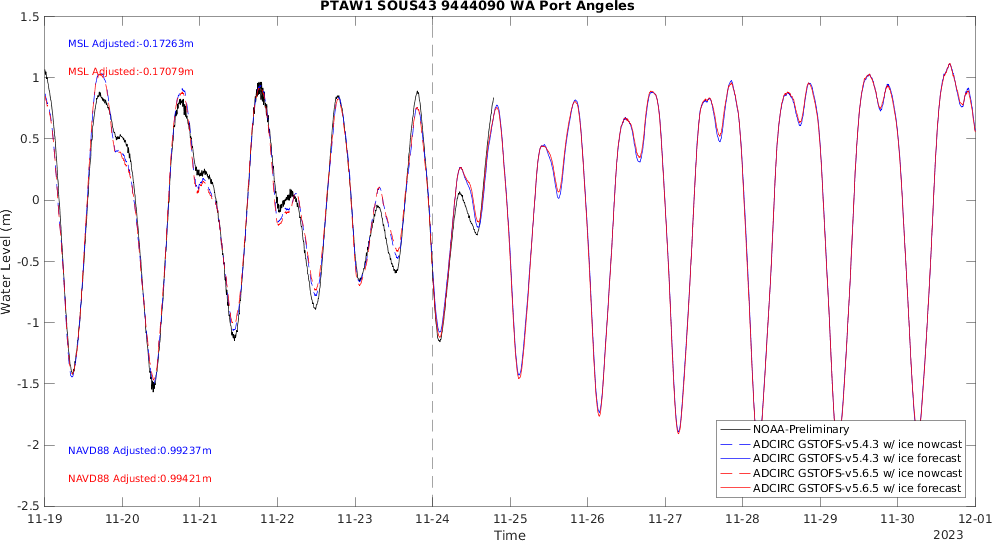 PTAW1 SOUS43 9444090 WA Port Angeles
1.5
1
0.5
0
-0.5
-1
-1.5
-2
-2.5
Water Level (m)
MSL Adjusted:-0.17263m
MSL Adjusted:-0.17079m
NAVD88 Adjusted:0.99237m
NAVD88 Adjusted:0.99421m
NOAA-Preliminary
ADCIRC GSTOFS-v5.4.3 w/ ice nowcast
ADCIRC GSTOFS-v5.4.3 w/ ice forecast
ADCIRC GSTOFS-v5.6.5 w/ ice nowcast
ADCIRC GSTOFS-v5.6.5 w/ ice forecast
11-19 11-20 11-21 11-22 11-23 11-24 11-25 11-26 11-27 11-28 11-29 11-30 12-01
Time
2023